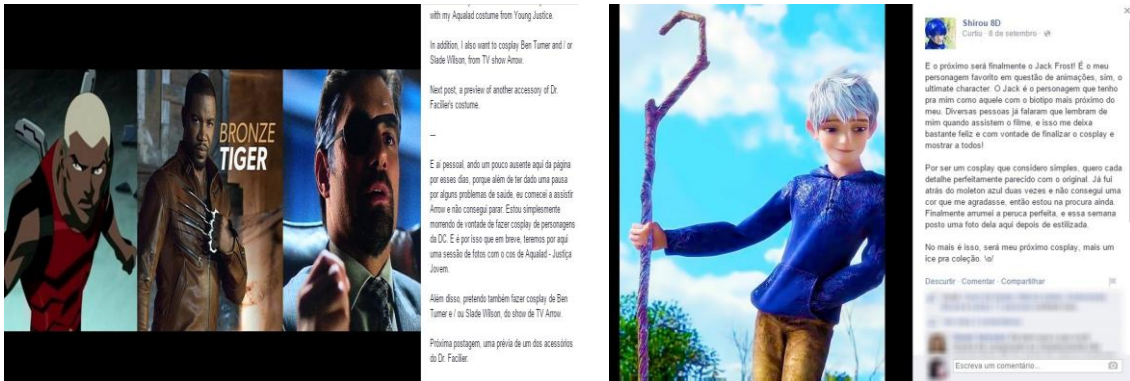 BRONZE
TIGER
with my Aqualad costume from Young Justice.
In addition, I also want to cosplay Ben Turner and / or
Slade Wilson, from TV show Arrow.
Next post, a preview of another accessory of Dr.
Facilier's costume.
—
E aí pessoal, ando um pouco ausente aqui da página
por esses dias, porque além de ter dado uma pausa
por alguns problemas de saúde, eu comecei a assistir
Arrow e não consegui parar. Estou simplesmente
morrendo de vontade de fazer cosplay de personagens
da DC. E é por isso que em breve, teremos por aqui
uma sessão de fotos com o cos de Aqualad - Justiça
Jovem.
Além disso, pretendo também fazer cosplay de Ben
Turner e / ou Slade Wilson, do show de TV Arrow.
Próxima postagem, uma prévia de um dos acessórios
do Dr. Facilier.
Shirou 8D
Curtiu · 8 de setembro ·
E o próximo será finalmente o Jack Frost! É o meu
personagem favorito em questão de animações, sim, o
ultimate character. O Jack é o personagem que tenho
pra mim como aquele com o biotipo mais próximo do
meu. Diversas pessoas já falaram que lembram de
mim quando assistem o filme, e isso me deixa
bastante feliz e com vontade de finalizar o cosplay e
mostrar a todos!
Por ser um cosplay que considero simples, quero cada
detalhe perfeitamente parecido com o original. Já fui
atrás do moleton azul duas vezes e não consegui uma
cor que me agradasse, então estou na procura ainda.
Finalmente arrumei a peruca perfeita, e essa semana
posto uma foto dela aqui depois de estilizada.
No mais é isso, será meu próximo cosplay, mais um
ice pra coleção. \o/
Descurtir · Comentar · Compartilhar
Escreva um comentário...